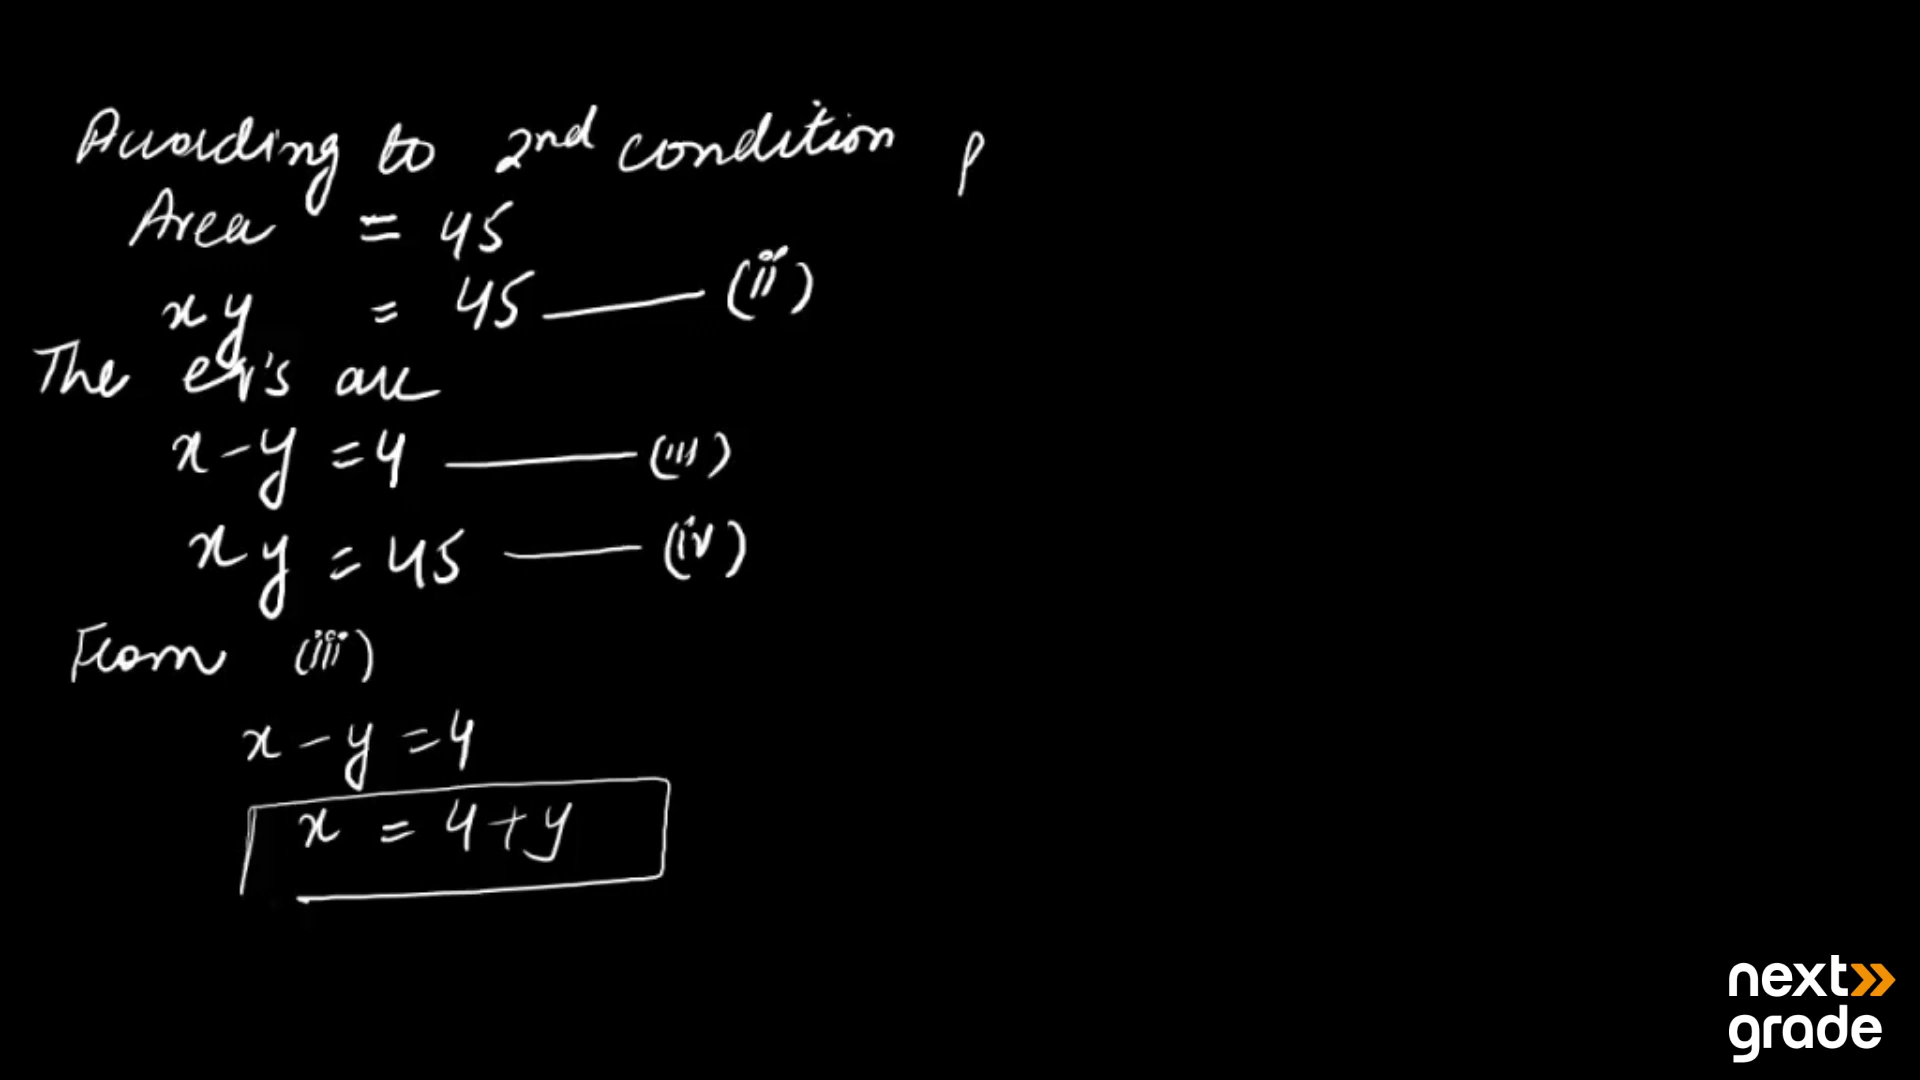 According to 2nd condition p
Area = 45
xy = 45 —— (ii)
The eq's are
x - y = 4 —— (iii)
xy = 45 —— (iv)
From (iii)
x - y = 4
x = 4 + y
next
grade